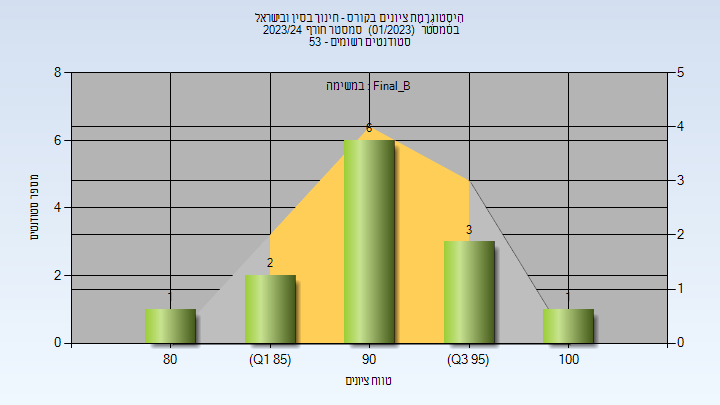 היסטוגרמת ציונים בקורס - חינוך בסין ובישראל
בסמסטר (01/2023) סמסטר חורף 2023/24
סטודנטים רשומים - 53
במשימה : Final_B
8
6
4
2
0
5
4
3
2
1
0
מספר סטודנטים
1
2
6
3
1
80
(Q1 85)
90
(Q3 95)
100
טווח ציונים